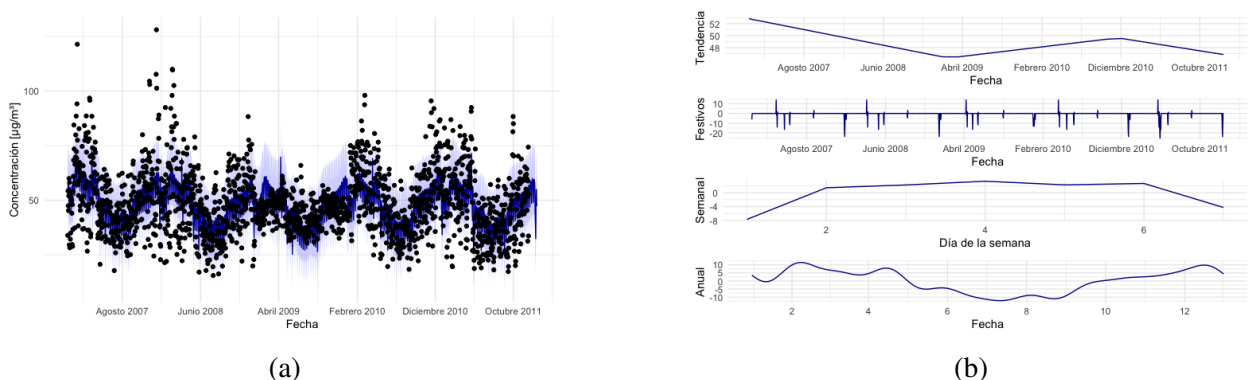 Concentración [µg/m³]
100
50
Agosto 2007 Junio 2008 Abril 2009 Febrero 2010 Diciembre 2010 Octubre 2011
Fecha
(a)
Tendencia
52
50
48
Agosto 2007 Junio 2008 Abril 2009 Febrero 2010 Diciembre 2010 Octubre 2011
Fecha
Festivos
10
0
-10
-20
Agosto 2007 Junio 2008 Abril 2009 Febrero 2010 Diciembre 2010 Octubre 2011
Fecha
Semanal
0
-4
-8
2 4 6
Día de la semana
Anual
10
5
0
-5
-10
2 4 6 8 10 12
Fecha
(b)